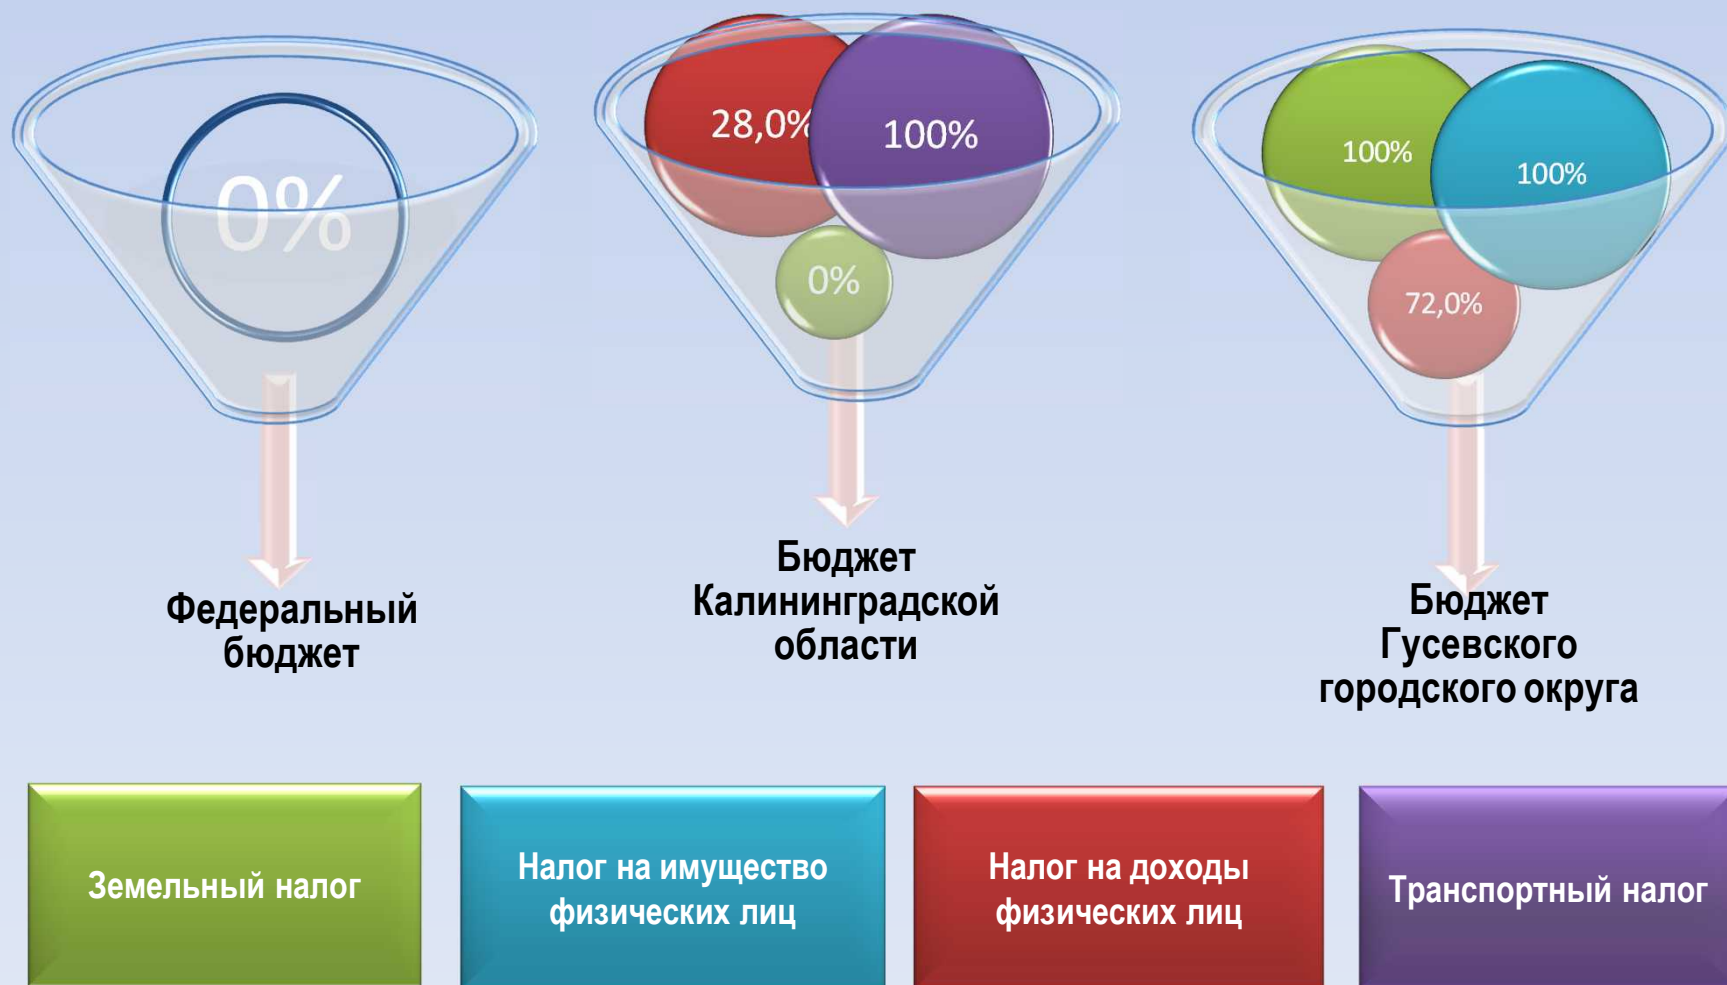 0%
Федеральный
бюджет
28,0%
100%
0%
Бюджет
Калининградской
области
100%
100%
72,0%
Бюджет
Гусевского
городского округа
Земельный налог
Налог на имущество
физических лиц
Налог на доходы
физических лиц
Транспортный налог